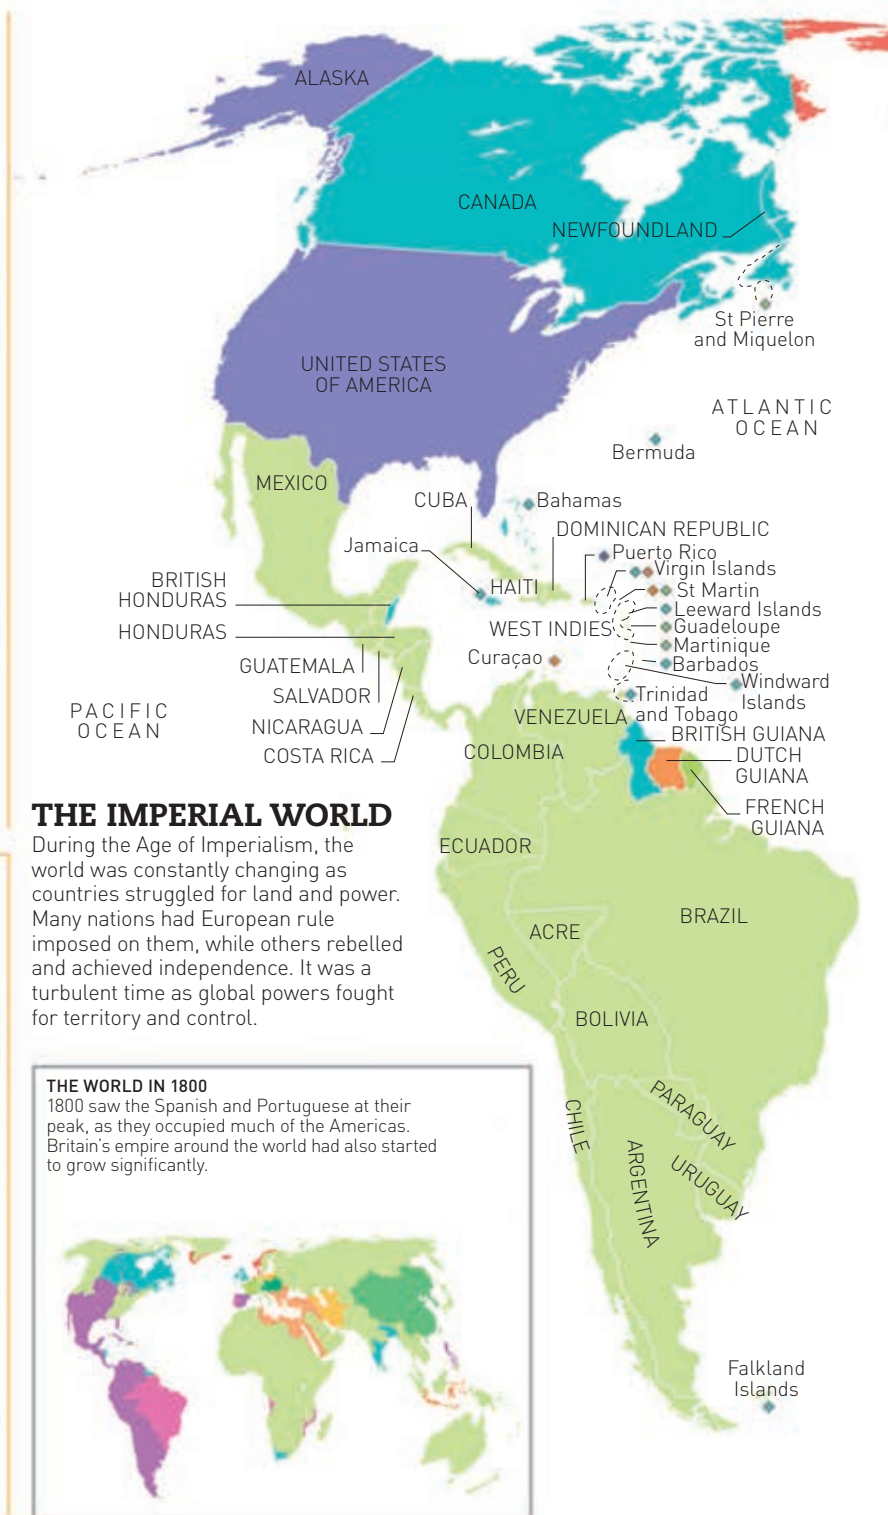 ALASKA
CANADA
NEWFOUNDLAND
St Pierre
and Miquelon
UNITED STATES
OF AMERICA
ATLANTIC
OCEAN
Bermuda
MEXICO
CUBA
Bahamas
DOMINICAN REPUBLIC
Jamaica
Puerto Rico
Virgin Islands
HAITI
St Martin
BRITISH
HONDURAS
Leeward Islands
WEST INDIES
Guadeloupe
HONDURAS
Martinique
Curaçao
Barbados
GUATEMALA
Windward
Islands
SALVADOR
Trinidad
and Tobago
PACIFIC
OCEAN
VENEZUELA
NICARAGUA
BRITISH GUIANA
COSTA RICA
COLOMBIA
DUTCH
GUIANA
FRENCH
GUIANA
THE IMPERIAL WORLD
During the Age of Imperialism, the
world was constantly changing as
countries struggled for land and power.
Many nations had European rule
imposed on them, while others rebelled
and achieved independence. It was a
turbulent time as global powers fought
for territory and control.
ECUADOR
BRAZIL
ACRE
PERU
BOLIVIA
PARAGUAY
CHILE
ARGENTINA
URUGUAY
Falkland
Islands
THE WORLD IN 1800
1800 saw the Spanish and Portuguese at their
peak, as they occupied much of the Americas.
Britain's empire around the world had also started
to grow significantly.